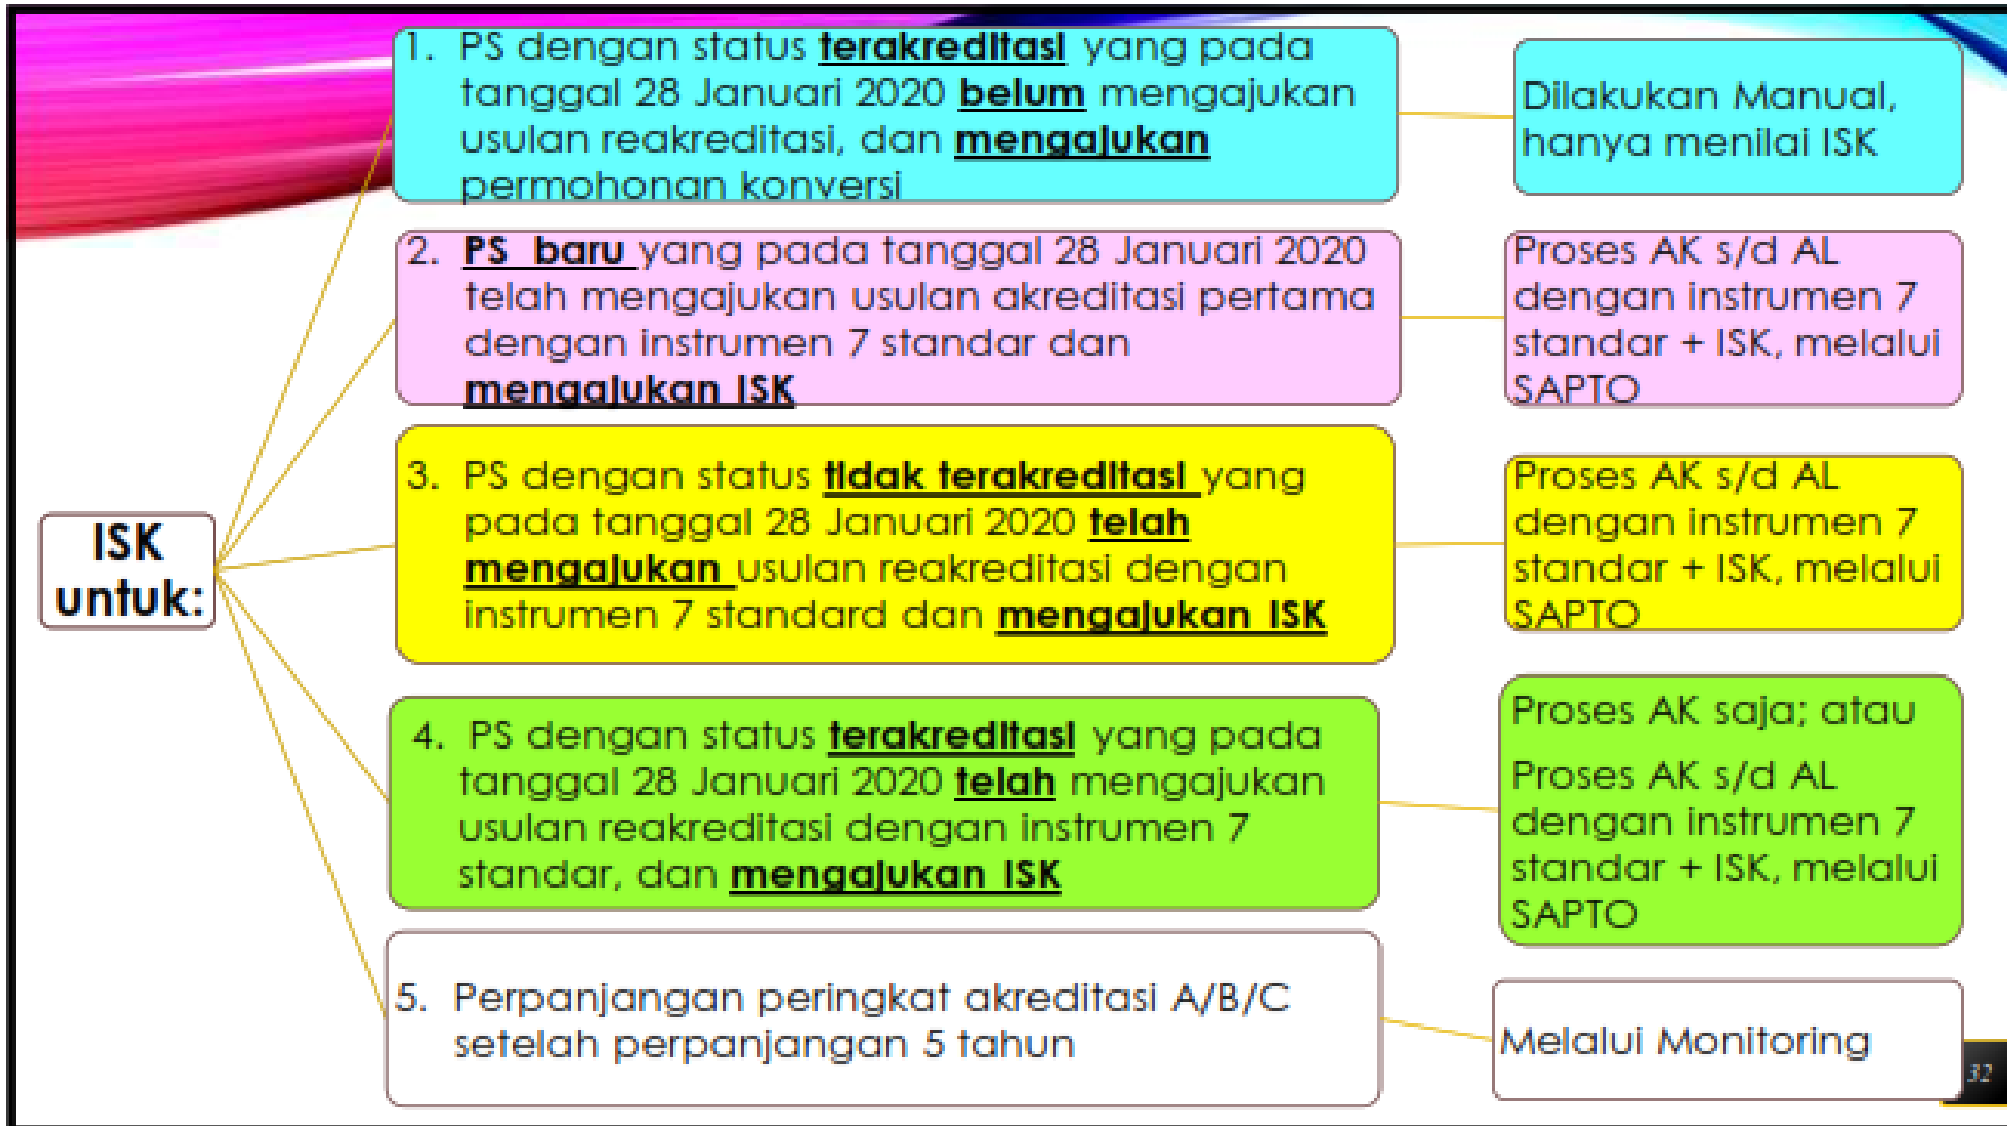 ISK
untuk:
1. PS dengan status terakreditasi yang pada
tanggal 28 Januari 2020 belum mengajukan
usulan reakreditasi, dan mengajukan
permohonan konversi
Dilakukan Manual,
hanya menilai ISK
2. PS baru yang pada tanggal 28 Januari 2020
telah mengajukan usulan akreditasi pertama
dengan instrumen 7 standar dan
mengajukan ISK
Proses AK s/d AL
dengan instrumen 7
standar + ISK, melalui
SAPTO
3. PS dengan status tidak terakreditasi yang
pada tanggal 28 Januari 2020 telah
mengajukan usulan reakreditasi dengan
instrumen 7 standard dan mengajukan ISK
Proses AK s/d AL
dengan instrumen 7
standar + ISK, melalui
SAPTO
4. PS dengan status terakreditasi yang pada
tanggal 28 Januari 2020 telah mengajukan
usulan reakreditasi dengan instrumen 7
standar, dan mengajukan ISK
Proses AK saja; atau
Proses AK s/d AL
dengan instrumen 7
standar + ISK, melalui
SAPTO
5. Perpanjangan peringkat akreditasi A/B/C
setelah perpanjangan 5 tahun
Melalui Monitoring
32